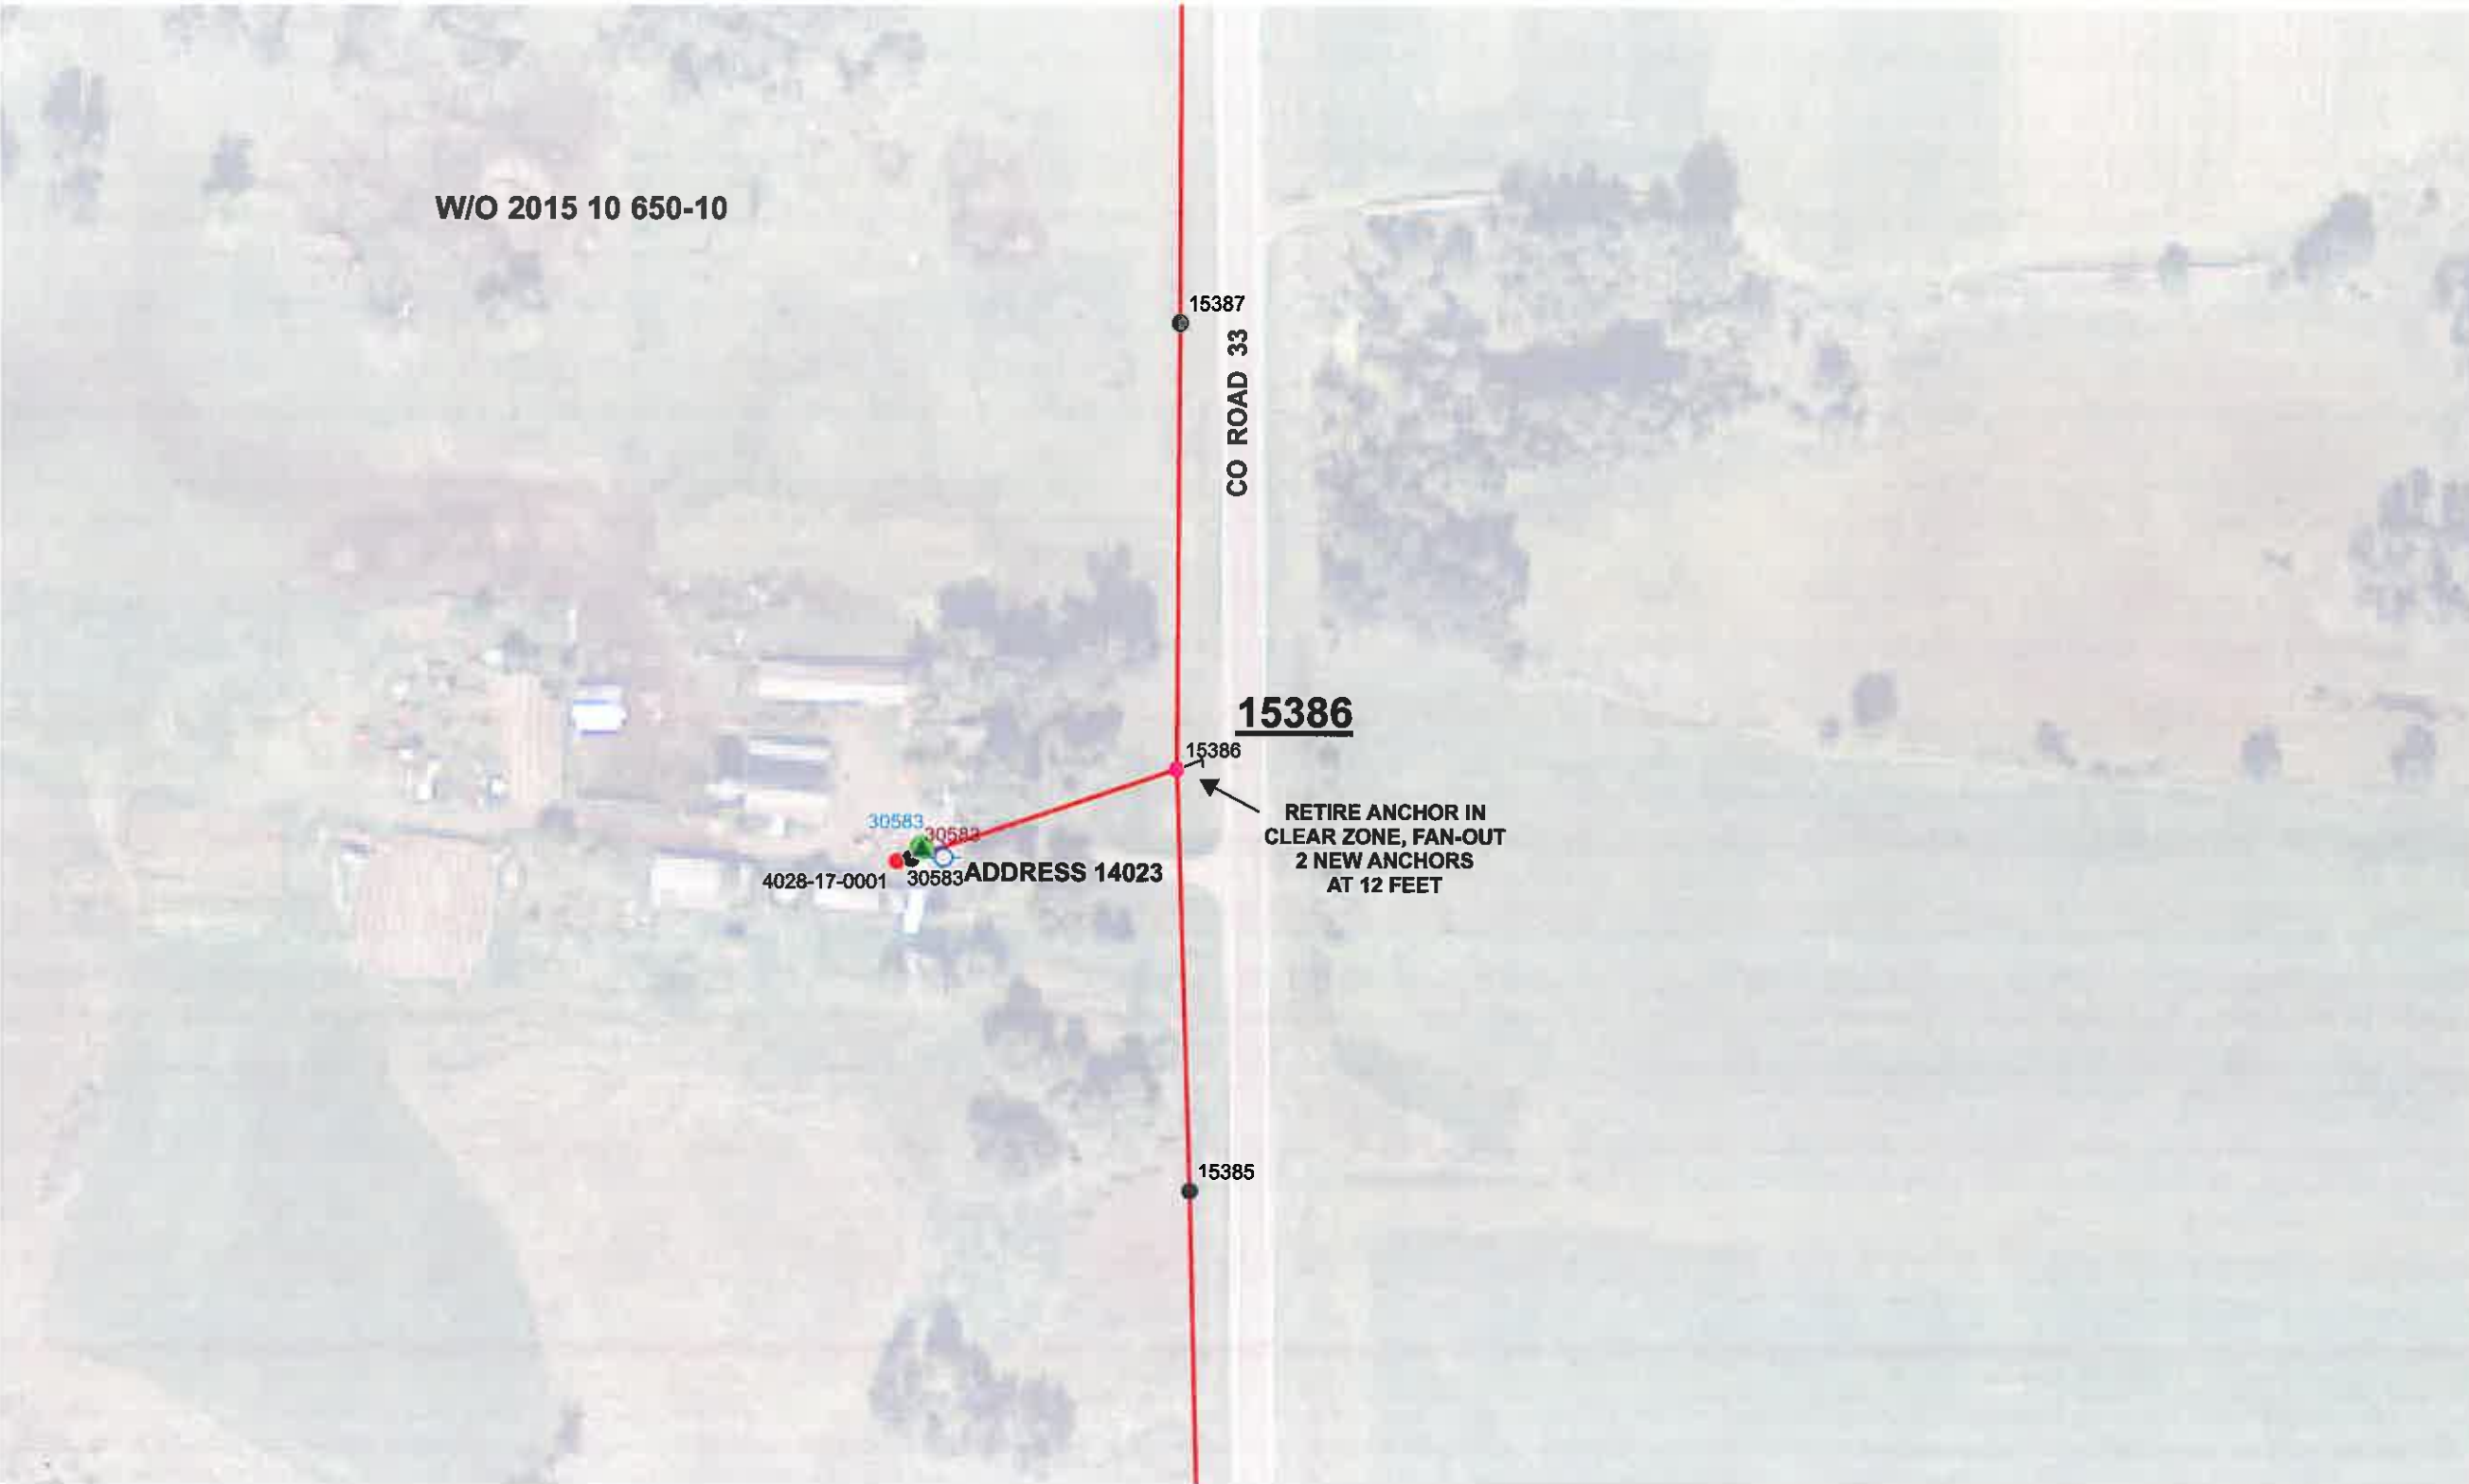 W/O 2015 10 650-10
15387
CO ROAD 33
15386
15386
RETIRE ANCHOR IN
CLEAR ZONE, FAN-OUT
2 NEW ANCHORS
AT 12 FEET
30583
30583
4028-17-0001
30583
ADDRESS 14023
15385